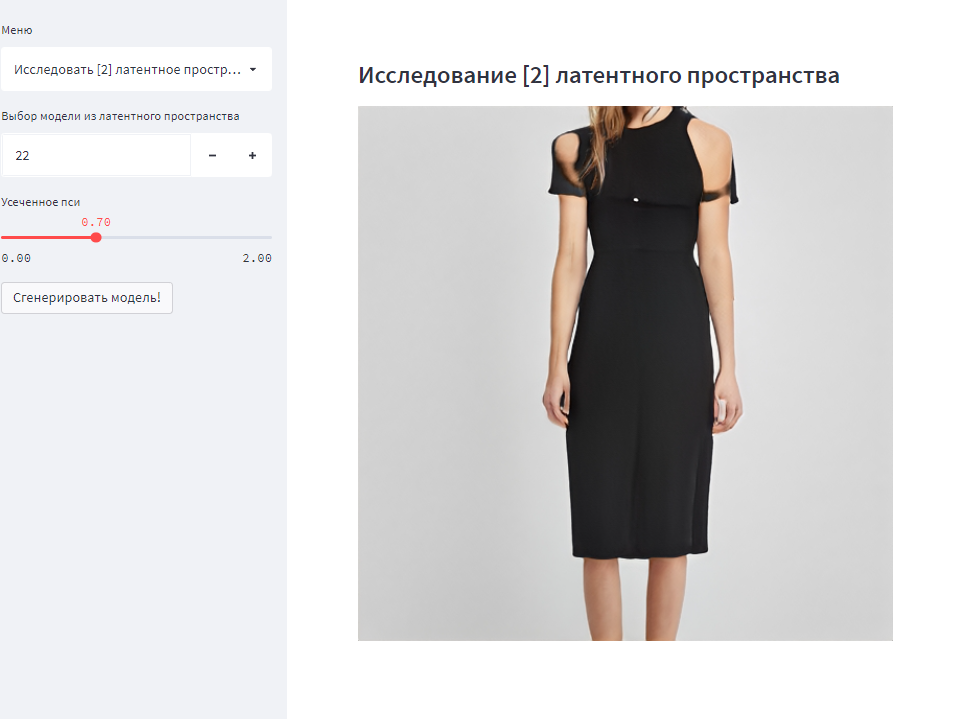 Меню
Исследовать [2] латентное простр...
Выбор модели из латентного пространства
22
Усеченное пси
0.70
0.00 2.00
Сгенерировать модель!
Исследование [2] латентного пространства